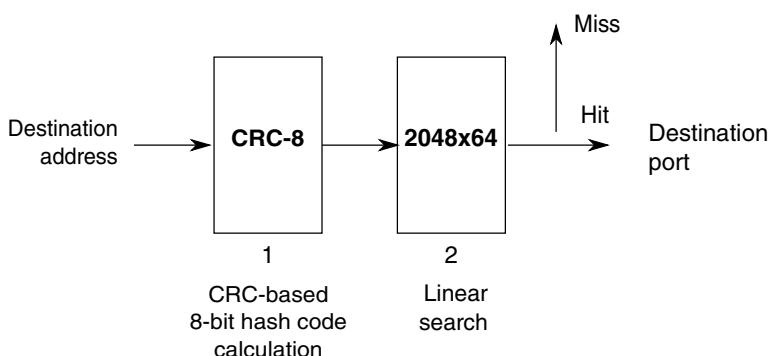 Miss
Hit
Destination
address
CRC-8
2048x64
Destination
port
1
2
CRC-based
8-bit hash code
calculation
Linear
search